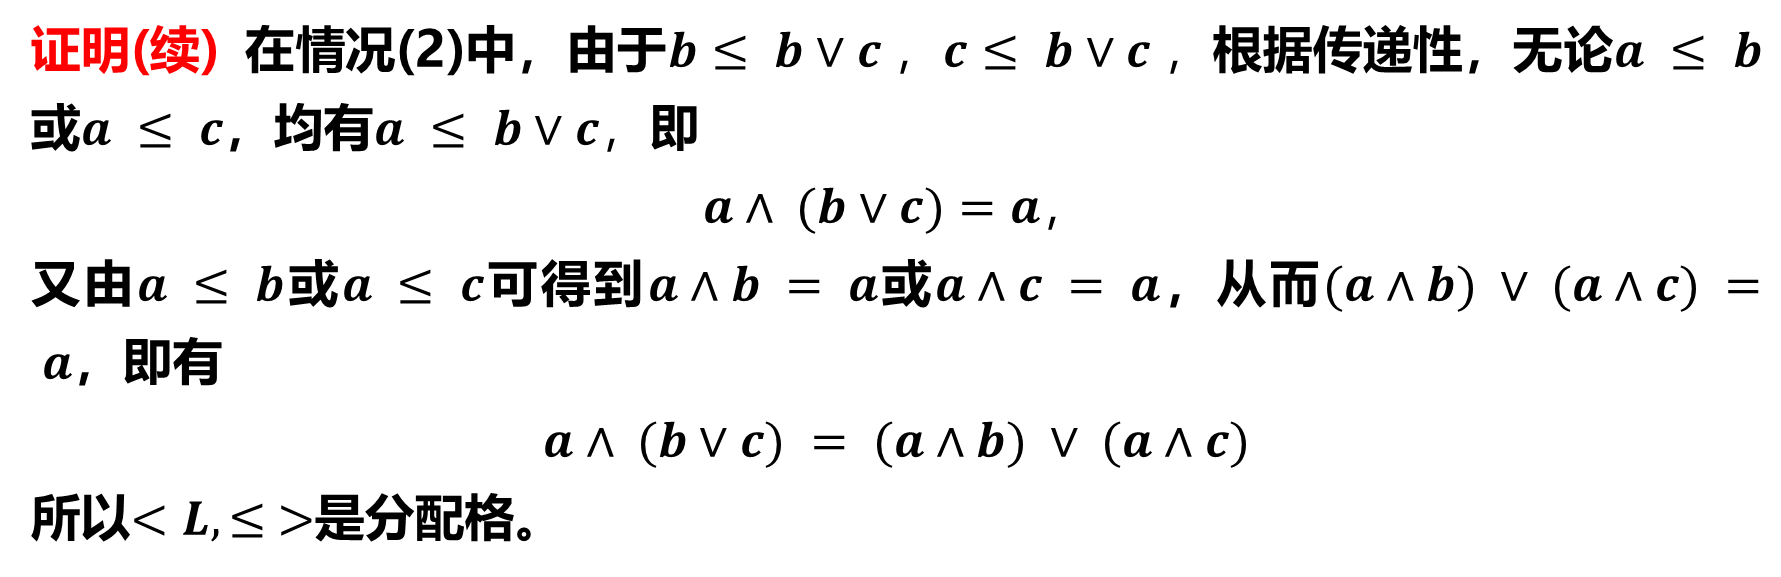 证明(续) 在情况(2)中，由于b ≤ b ∨ c，c ≤ b ∨ c，根据传递性，无论a ≤ b
或a ≤ c，均有a ≤ b ∨ c，即
a ∧ (b ∨ c) = a，
又由a ≤ b或a ≤ c可得到a ∧ b = a或a ∧ c = a，从而(a ∧ b) ∨ (a ∧ c) =
a，即有
a ∧ (b ∨ c) = (a ∧ b) ∨ (a ∧ c)
所以< L, ≤ >是分配格。